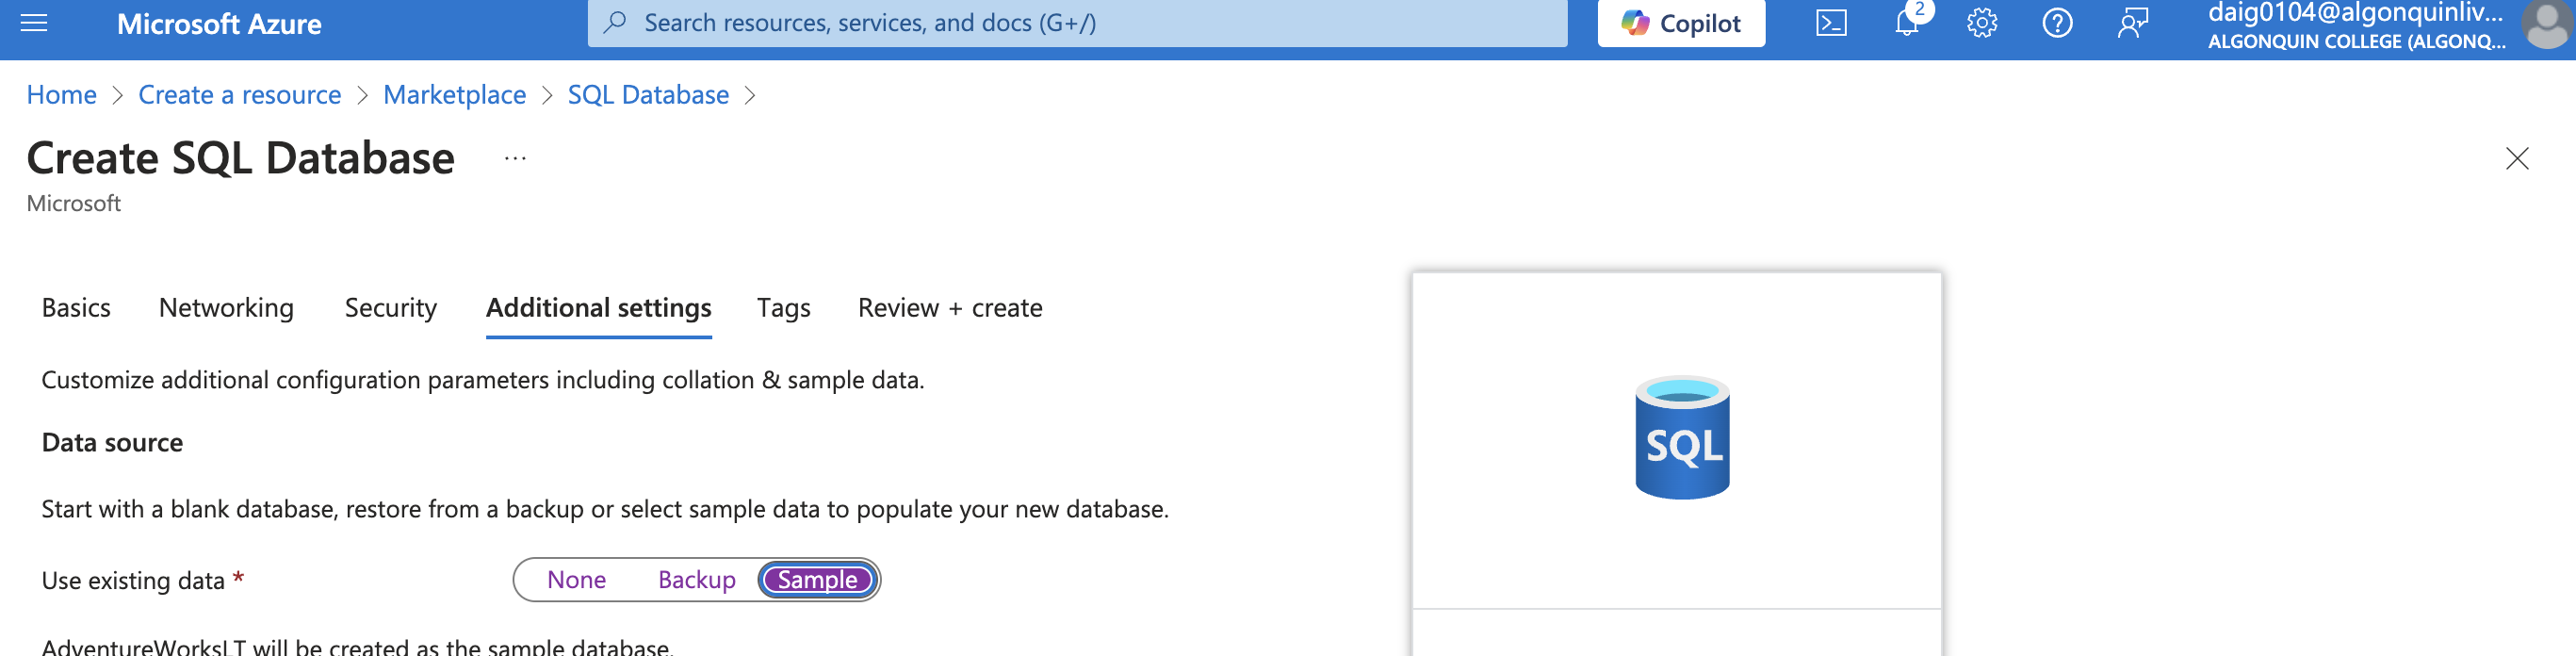 Microsoft Azure
Search resources, services, and docs (G+/)
Copilot
2
daig0104@algonquinliv...
ALGONQUIN COLLEGE (ALGONQ...
Home > Create a resource > Marketplace > SQL Database >
Create SQL Database ...
Microsoft
Basics Networking Security Additional settings Tags Review + create
Customize additional configuration parameters including collation & sample data.
Data source
Start with a blank database, restore from a backup or select sample data to populate your new database.
Use existing data * None Backup Sample
AdventureWorksLT will be created as the sample database.
SQL